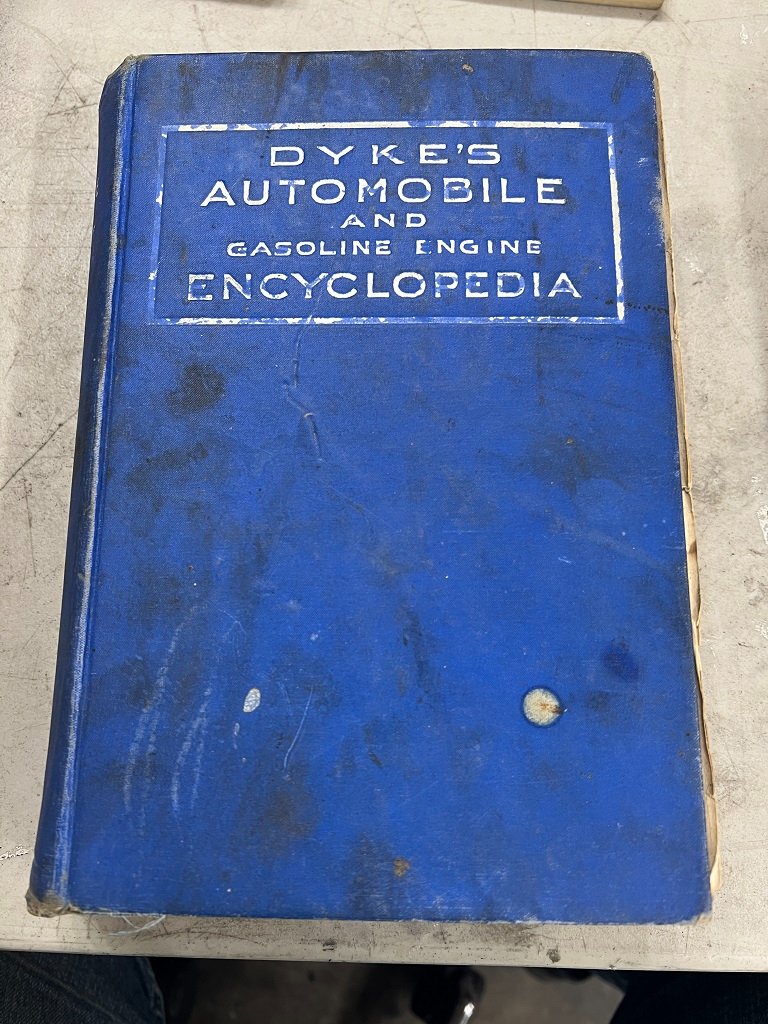 DYKE'S
AUTOMOBILE
AND
GASOLINE ENGINE
ENCYCLOPEDIA